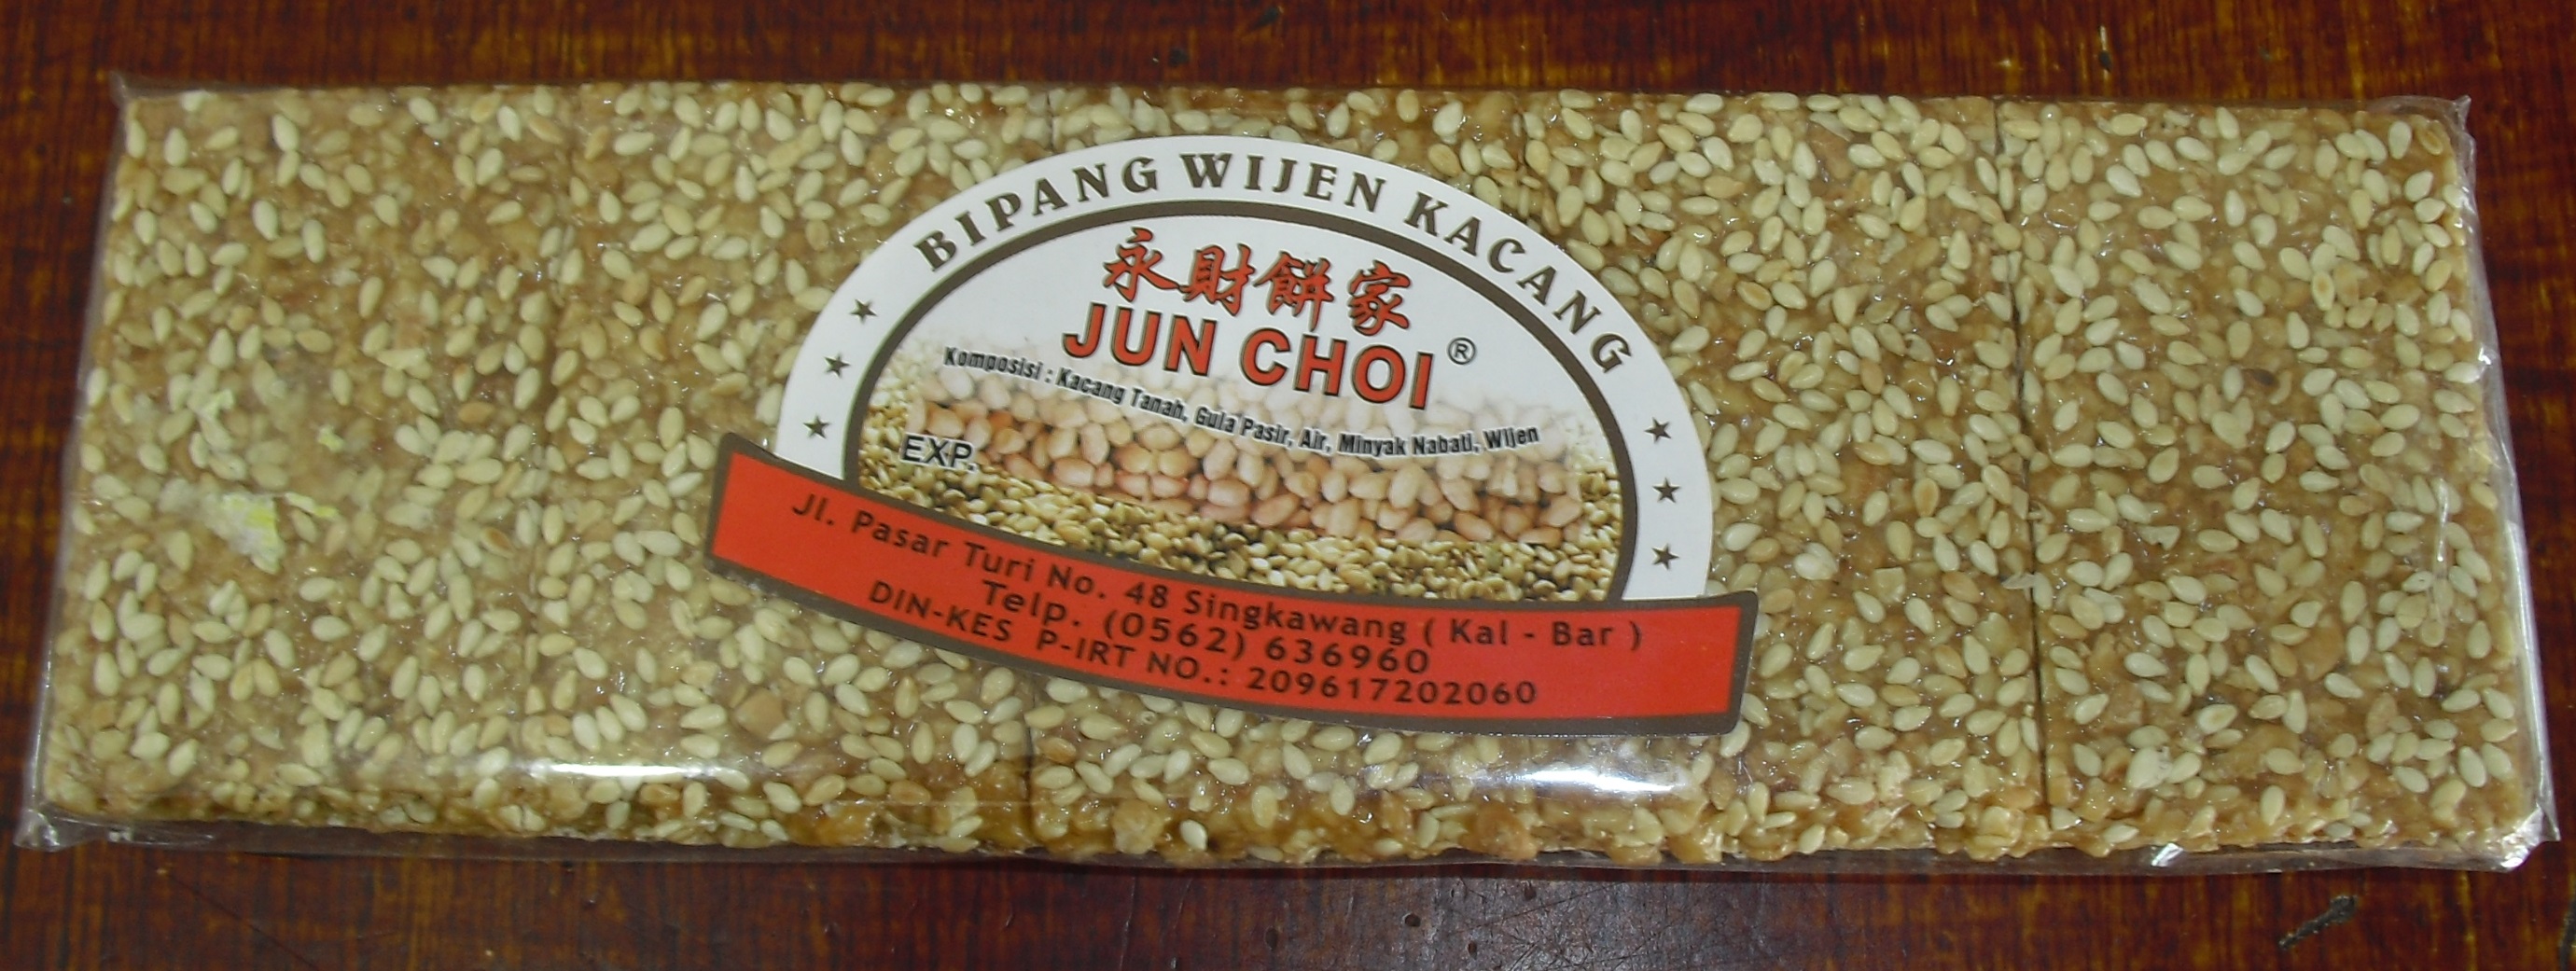 BIPANG WIJEN KACANG
永財餅家
JUN CHOI ®
Komposisi : Kacang Tanah, Gula Pasir, Air, Minyak Nabati, Wijen
EXP.
Jl. Pasar Turi No. 48 Singkawang ( Kal - Bar )
Telp. (0562) 636960
DIN-KES P-IRT NO.: 209617202060